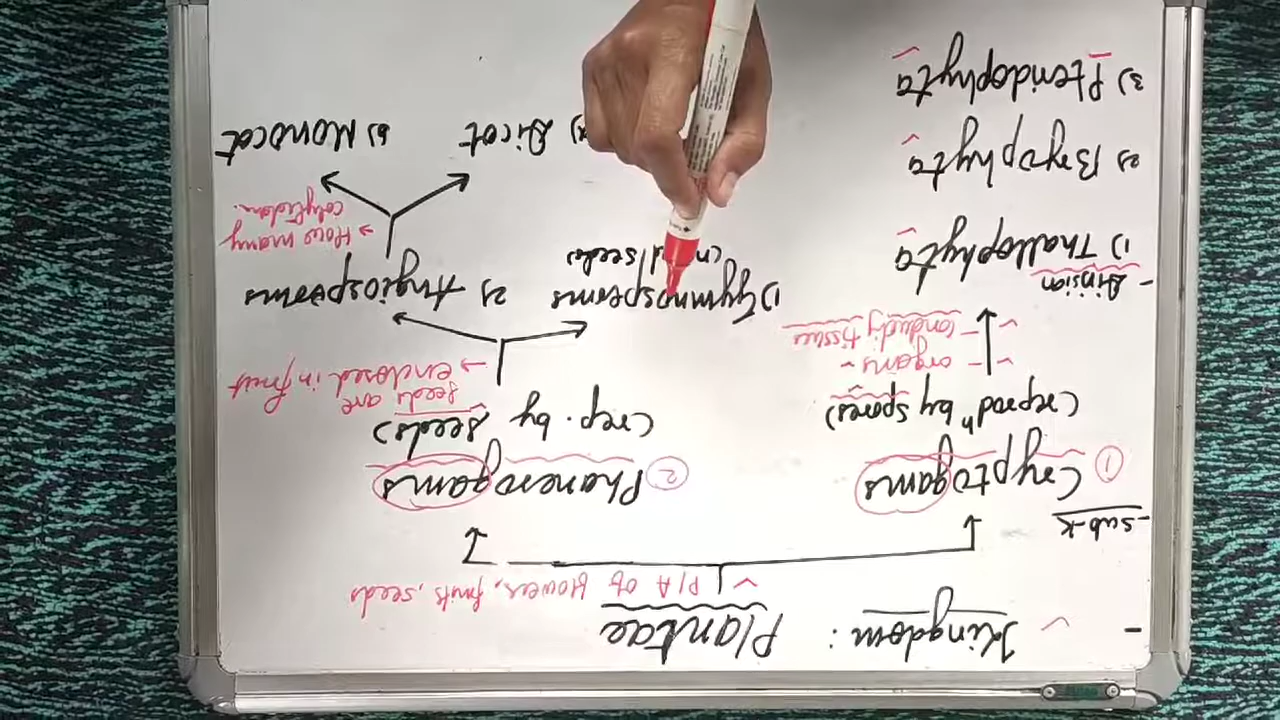 - Kingdom: Plantae
P/A of flowers, fruits, seeds
- sub-k
① Cryptogams
② Phanerogams
(reprodⁿ by spores)
(rep. by seeds)
- organs -
- conducting tissue
seeds are
→ enclosed in fruit
- Division
1) Thallophyta
2) Bryophyta
3) Pteridophyta
1) Gymnosperms
2) Angiosperms
→ How many
cotyledons.
a) Dicot
b) Monocot